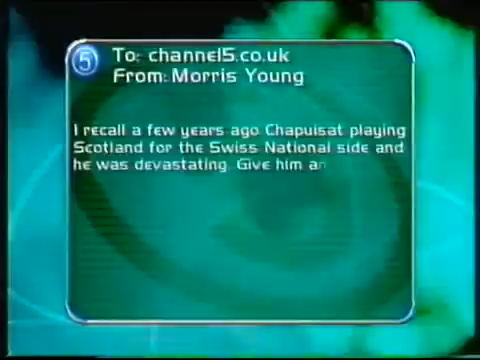 5
To: channel5.co.uk
From: Morris Young
I recall a few years ago Chapuisat playing
Scotland for the Swiss National side and
he was devastating. Give him a